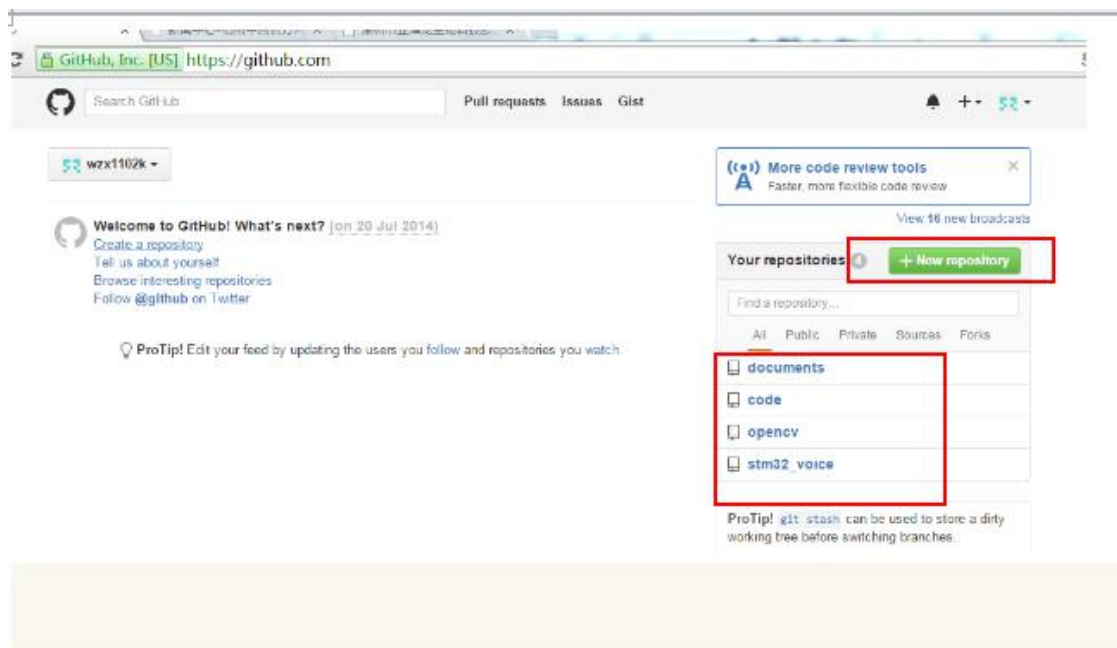 GitHub, Inc. [US] https://github.com
Search GitHub
Pull requests Issues Gist
wzx1102k
More code review tools
Faster, more flexible code review
View 16 new broadcasts
Welcome to GitHub! What's next? (on 20 Jul 2014)
Create a repository
Tell us about yourself
Browse interesting repositories
Follow @github on Twitter
ProTip! Edit your feed by updating the users you follow and repositories you watch.
Your repositories 4
+ New repository
Find a repository...
All Public Private Sources Forks
documents
code
opencv
stm32_voice
ProTip! git stash can be used to store a dirty
working tree before switching branches.